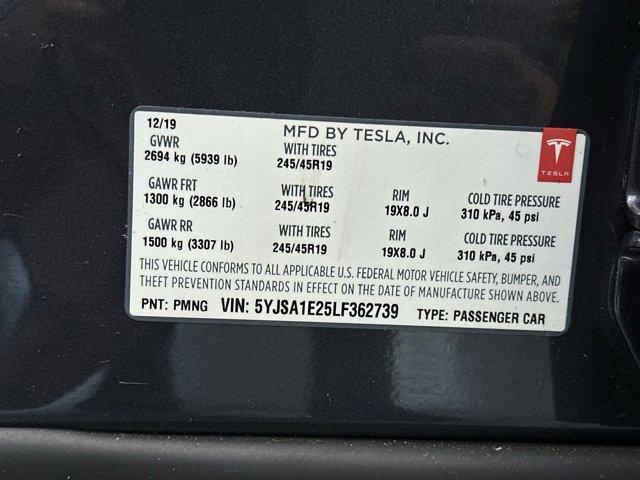 12/19 MFD BY TESLA, INC.
GVWR WITH TIRES
2694 kg (5939 lb) 245/45R19
TESLA
GAWR FRT WITH TIRES RIM COLD TIRE PRESSURE
1300 kg (2866 lb) 245/45R19 19X8.0 J 310 kPa, 45 psi
GAWR RR WITH TIRES RIM COLD TIRE PRESSURE
1500 kg (3307 lb) 245/45R19 19X8.0 J 310 kPa, 45 psi
THIS VEHICLE CONFORMS TO ALL APPLICABLE U.S. FEDERAL MOTOR VEHICLE SAFETY, BUMPER, AND
THEFT PREVENTION STANDARDS IN EFFECT ON THE DATE OF MANUFACTURE SHOWN ABOVE.
PNT: PMNG VIN: 5YJSA1E25LF362739 TYPE: PASSENGER CAR